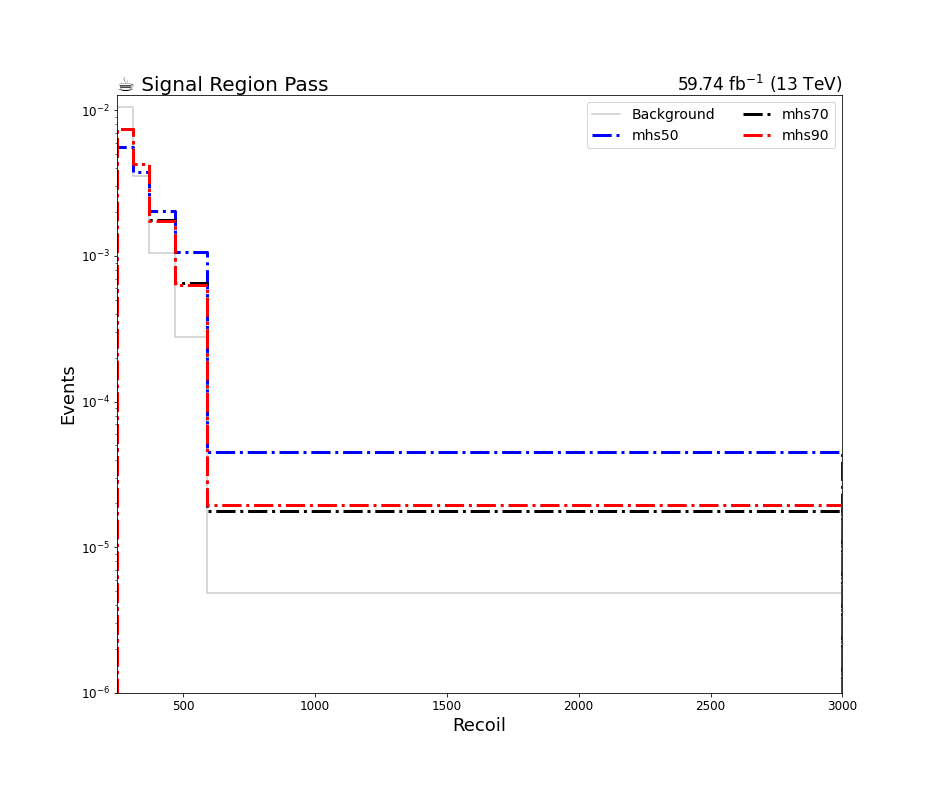 ☕ Signal Region Pass
59.74 fb⁻¹ (13 TeV)
Background
mhs50
mhs70
mhs90
10⁻²
10⁻³
10⁻⁴
10⁻⁵
10⁻⁶
Events
500
1000
1500
2000
2500
3000
Recoil